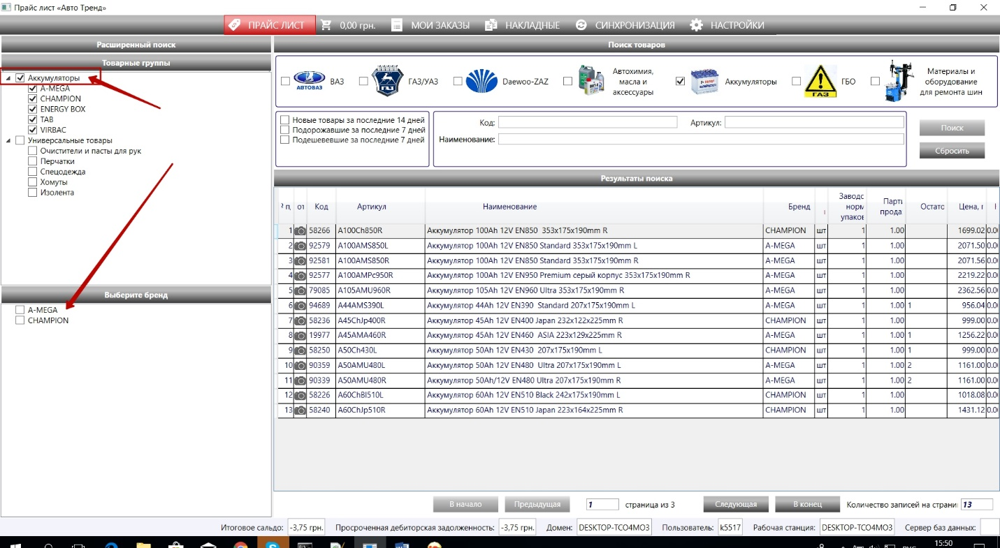 Прайс лист «Авто Тренд»
ПРАЙС ЛИСТ 0,00 грн. МОИ ЗАКАЗЫ НАКЛАДНЫЕ СИНХРОНИЗАЦИЯ НАСТРОЙКИ
Расширенный поиск
Товарные группы
Аккумуляторы
A-MEGA
CHAMPION
ENERGY BOX
TAB
VIRBAC
Универсальные товары
Очистители и пасты для рук
Перчатки
Спецодежда
Хомуты
Изолента
Выберите бренд
A-MEGA
CHAMPION
Поиск товаров
АВТОВАЗ
ВАЗ
ГАЗ
ГАЗ/УАЗ
Daewoo-ZAZ
Автохимия,
масла и
аксессуары
Аккумуляторы
ГАЗ
ГБО
Материалы и
оборудование
для ремонта шин
Новые товары за последние 14 дней
Подорожавшие за последние 7 дней
Подешевевшие за последние 7 дней
Код: Артикул:
Наименование:
Поиск
Сбросить
Результаты поиска
от Код Артикул Наименование Бренд Заводс норм упаков Парти прода Остато Цена, г
1 58266 A100Ch850R Аккумулятор 100Ah 12V EN850 353x175x190mm R CHAMPION шт 1 1.00 1699.02 0.0
2 92579 A100AMS850L Аккумулятор 100Ah 12V EN850 Standard 353x175x190mm L A-MEGA шт 1 1.00 2071.50 0.0
3 92581 A100AMS850R Аккумулятор 100Ah 12V EN850 Standard 353x175x190mm R A-MEGA шт 1 1.00 2071.56 0.0
4 92577 A100AMPc950R Аккумулятор 100Ah 12V EN950 Premium серый корпус 353x175x190mm R A-MEGA шт 1 1.00 2219.22 0.0
5 79085 A105AMU960R Аккумулятор 105Ah 12V EN960 Ultra 353x175x190mm R A-MEGA шт 1 1.00 2362.56 0.0
6 94689 A44AMS390L Аккумулятор 44Ah 12V EN390 Standard 207x175x190mm L A-MEGA шт 1 1.00 1 956.04 0.0
7 58236 A45ChJp400R Аккумулятор 45Ah 12V EN400 Japan 232x122x225mm R CHAMPION шт 1 1.00 999.00 0.0
8 19977 A45AMA460R Аккумулятор 45Ah 12V EN460 ASIA 223x129x225mm R A-MEGA шт 1 1.00 1 1256.22 0.0
9 58250 A50Ch430L Аккумулятор 50Ah 12V EN430 207x175x190mm L CHAMPION шт 1 1.00 1 999.00 0.0
10 90359 A50AMU480L Аккумулятор 50Ah 12V EN480 Ultra 207x175x190mm L A-MEGA шт 1 1.00 2 1161.00 0.0
11 90339 A50AMU480R Аккумулятор 50Ah/12V EN480 Ultra 207x175x190mm R A-MEGA шт 1 1.00 2 1161.00 0.0
12 58226 A60ChBl510L Аккумулятор 60Ah 12V EN510 Black 242x175x190mm L CHAMPION шт 1 1.00 1018.08 0.0
13 58240 A60ChJp510R Аккумулятор 60Ah 12V EN510 Japan 223x164x225mm R CHAMPION шт 1 1.00 1431.12 0.0
В начало Предыдущая 1 страница из 3 Следующая В конец Количество записей на страни 13
Итоговое сальдо: -3,75 грн. Просроченная дебиторская задолженность: -3,75 грн. Домен: DESKTOP-TCO4MO3 Пользователь: k5517 Рабочая станция: DESKTOP-TCO4MO3 Сервер баз данных:
15:50